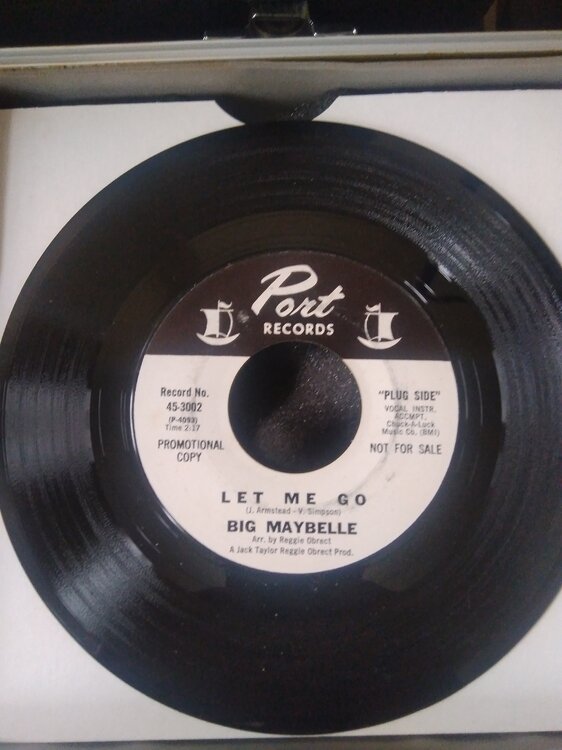 Port
RECORDS
Record No.
45-3002
(P-4093)
Time 2:17
PROMOTIONAL
COPY
"PLUG SIDE"
VOCAL INSTR.
ACCMPT.
Chuck-A-Luck
Music Co. (BMI)
NOT FOR SALE
LET ME GO
(J. Armstead - V. Simpson)
BIG MAYBELLE
Arr. by Reggie Obrect
A Jack Taylor Reggie Obrect Prod.